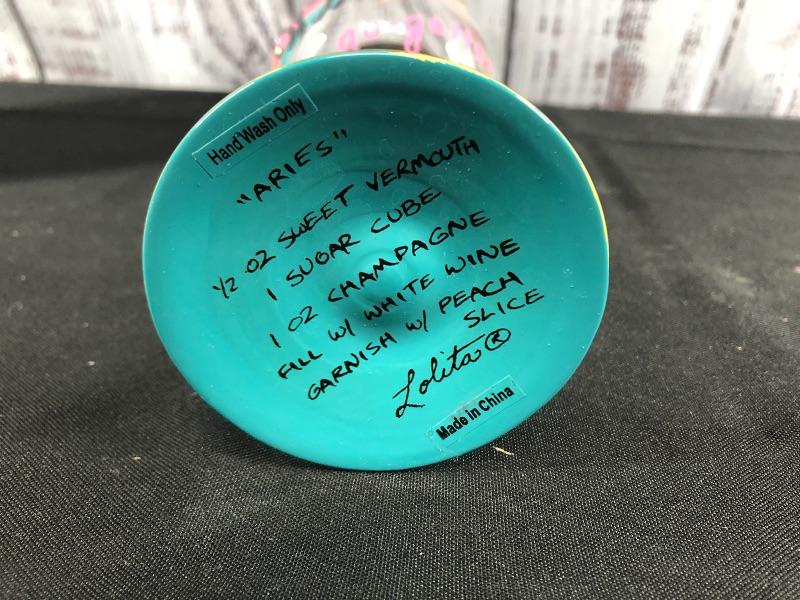 Hand Wash Only
"ARIES"
1/2 OZ SWEET VERMOUTH
1 SUGAR CUBE
1 OZ CHAMPAGNE
FILL W/ WHITE WINE
GARNISH W/ PEACH
SLICE
Lolita®
Made in China